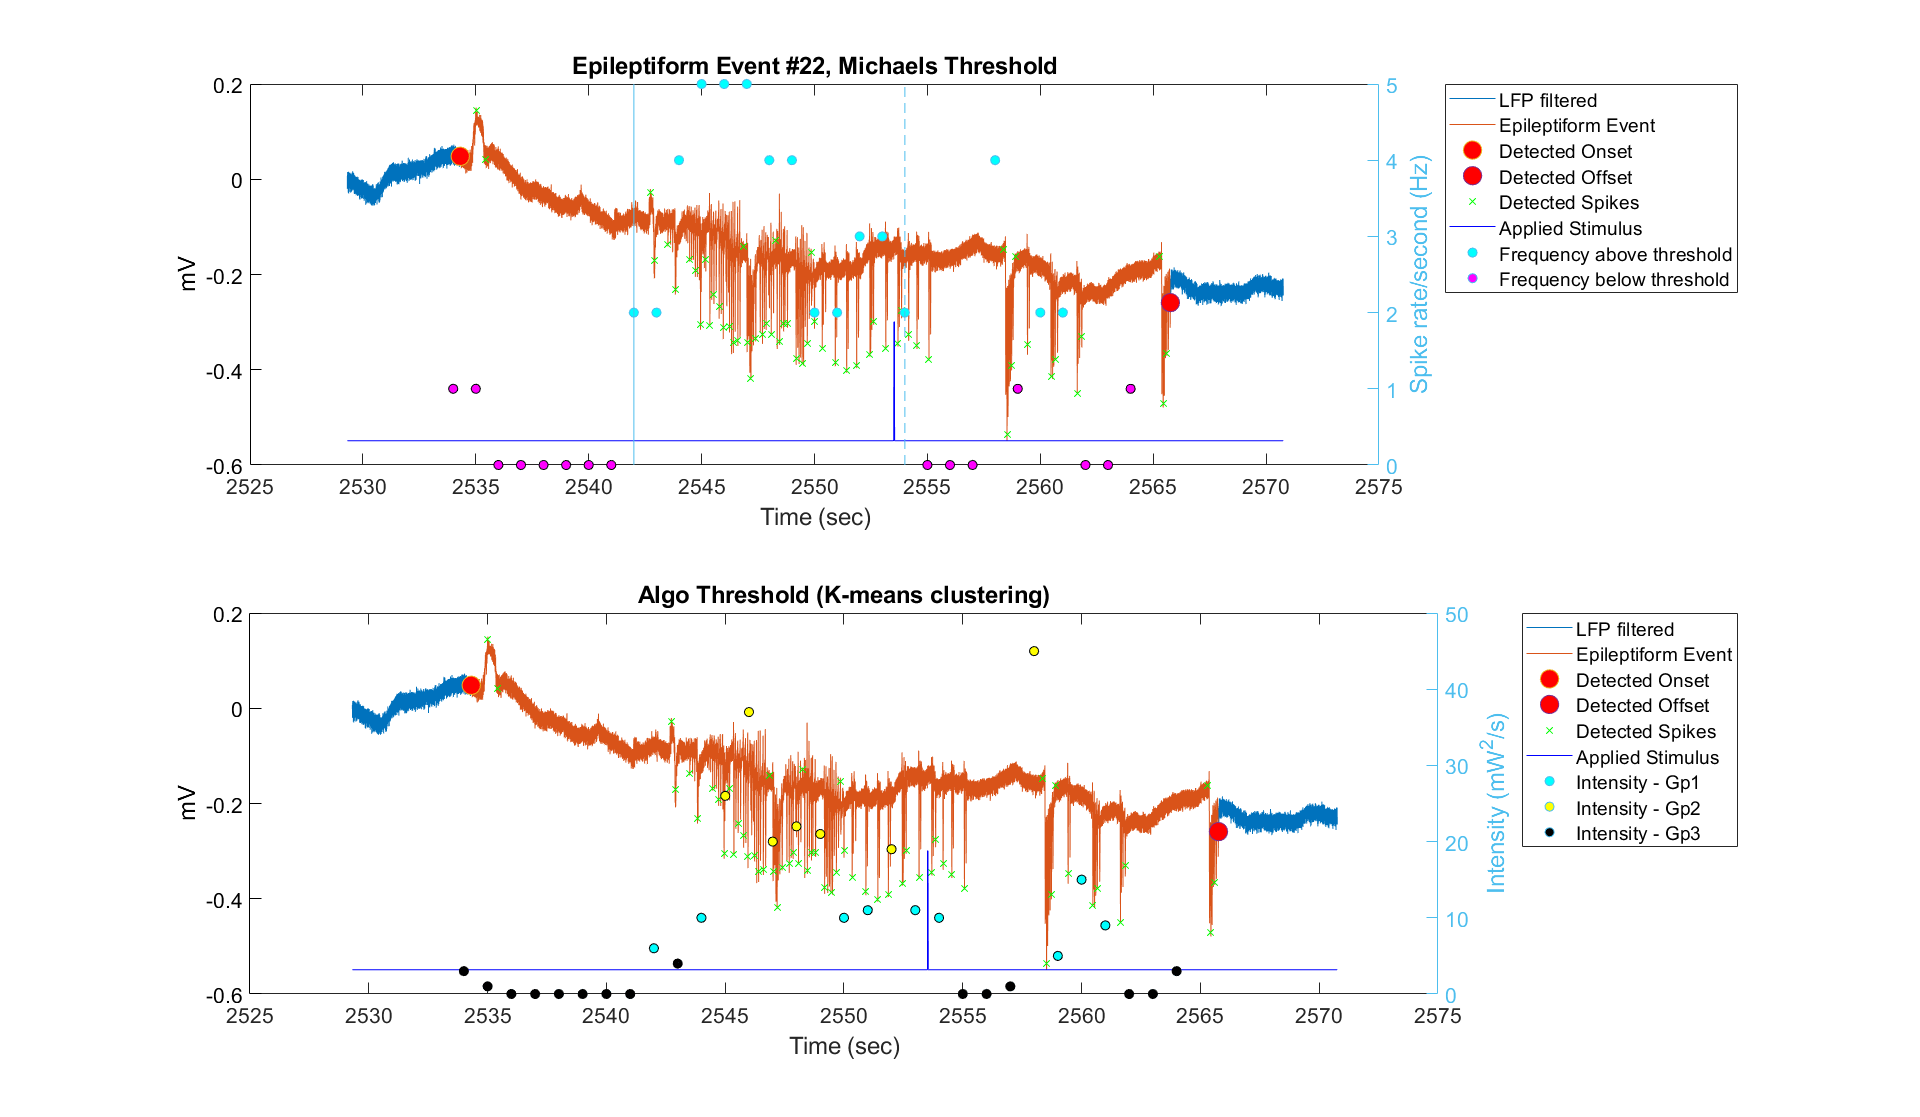 Epileptiform Event #22, Michaels Threshold
0.2
0
-0.2
-0.4
-0.6
mV
2525 2530 2535 2540 2545 2550 2555 2560 2565 2570 2575
Time (sec)
5
4
3
2
1
0
Spike rate/second (Hz)
LFP filtered
Epileptiform Event
Detected Onset
Detected Offset
Detected Spikes
Applied Stimulus
Frequency above threshold
Frequency below threshold
Algo Threshold (K-means clustering)
0.2
0
-0.2
-0.4
-0.6
mV
2525 2530 2535 2540 2545 2550 2555 2560 2565 2570 2575
Time (sec)
50
40
30
20
10
0
Intensity (mW²/s)
LFP filtered
Epileptiform Event
Detected Onset
Detected Offset
Detected Spikes
Applied Stimulus
Intensity - Gp1
Intensity - Gp2
Intensity - Gp3